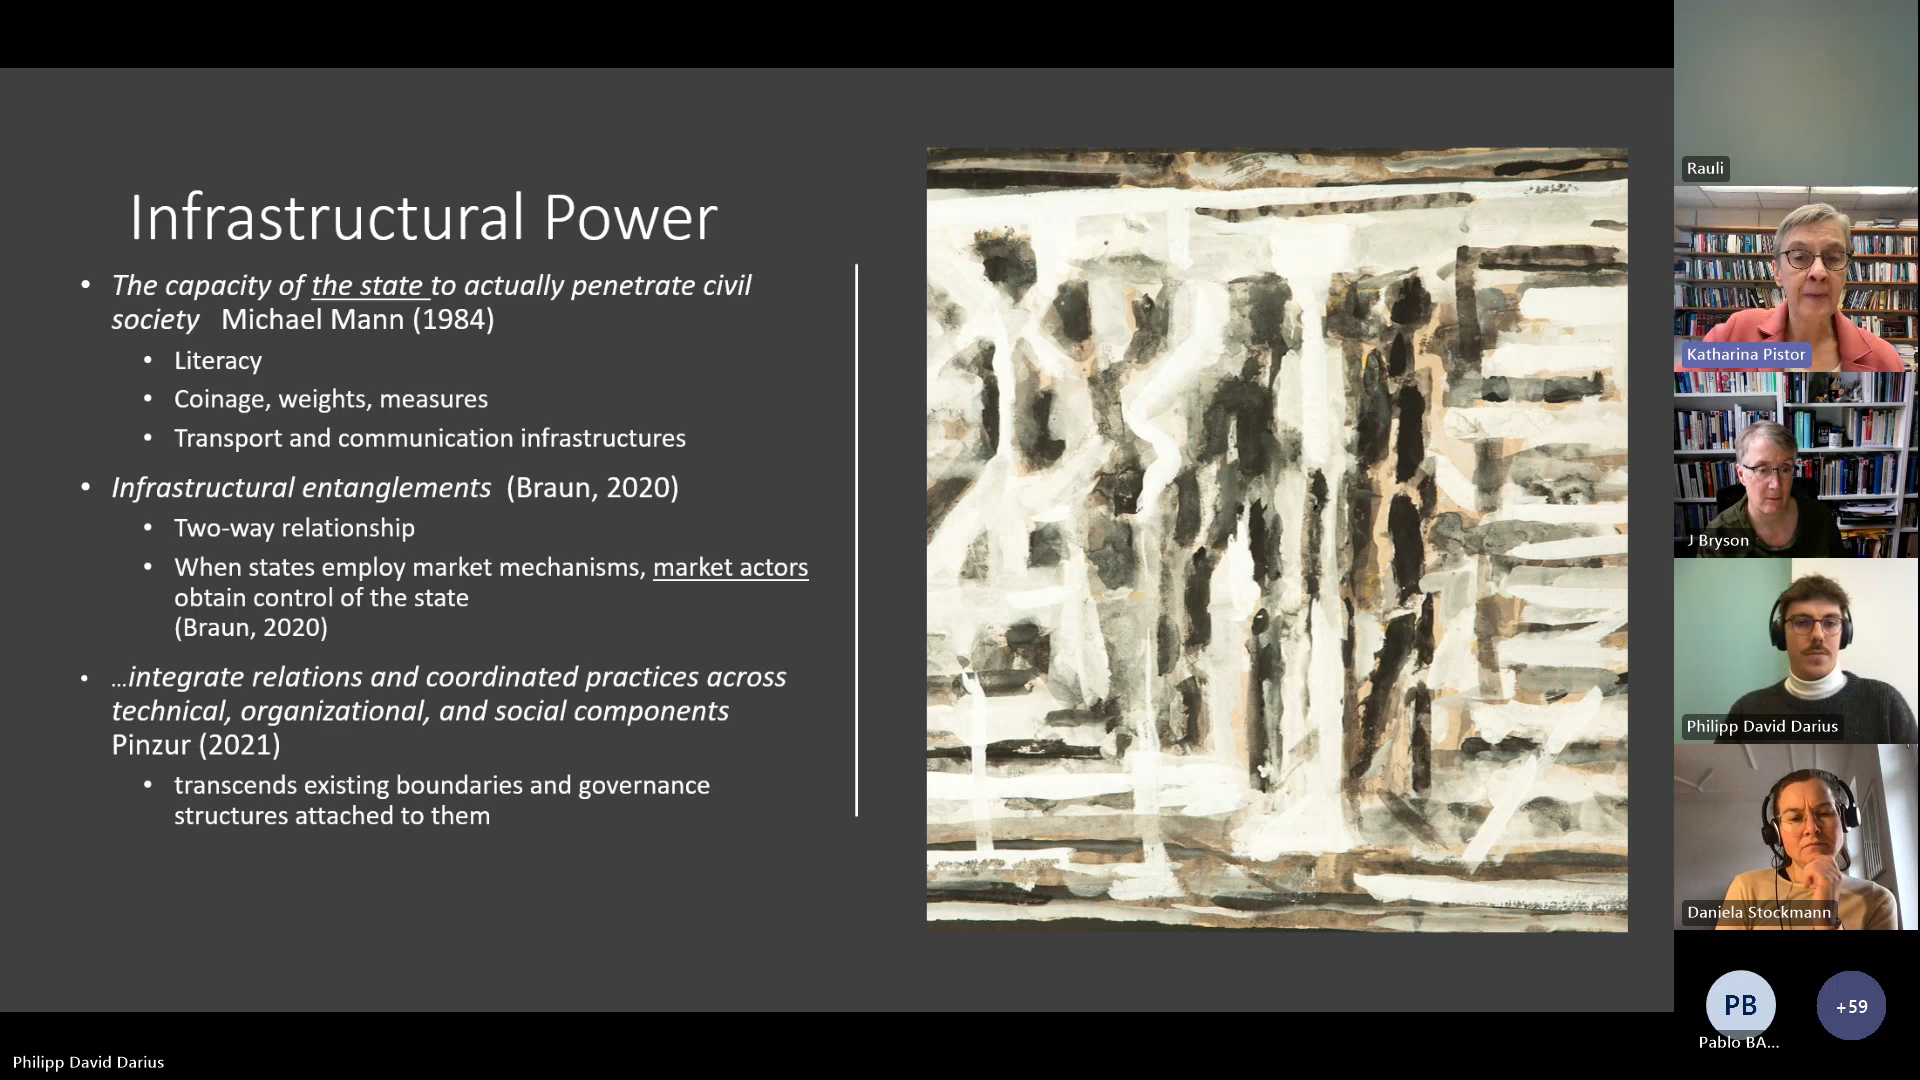 Infrastructural Power
• The capacity of the state to actually penetrate civil
society Michael Mann (1984)
• Literacy
• Coinage, weights, measures
• Transport and communication infrastructures
• Infrastructural entanglements (Braun, 2020)
• Two-way relationship
• When states employ market mechanisms, market actors
obtain control of the state
(Braun, 2020)
• …integrate relations and coordinated practices across
technical, organizational, and social components
Pinzur (2021)
• transcends existing boundaries and governance
structures attached to them
Rauli
Katharina Pistor
J Bryson
Philipp David Darius
Daniela Stockmann
PB
+59
Pablo BA...
Philipp David Darius